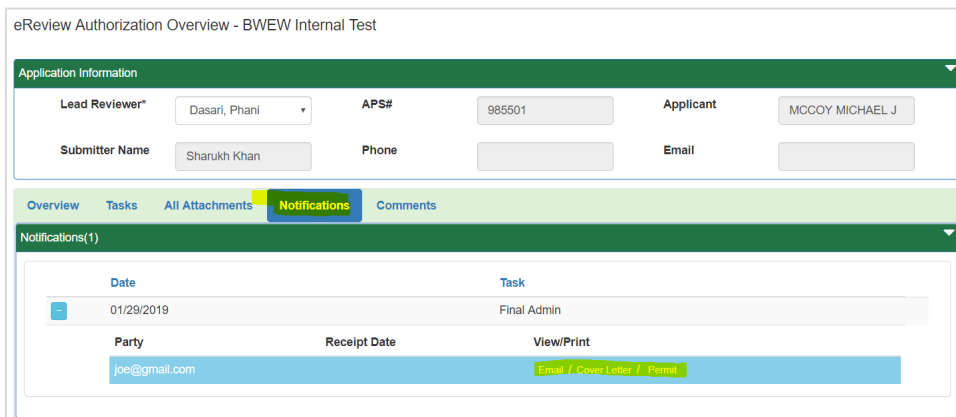 eReview Authorization Overview - BWEW Internal Test
Application Information
Lead Reviewer* Dasari, Phani APS# 985501 Applicant MCCOY MICHAEL J
Submitter Name Sharukh Khan Phone Email
Overview Tasks All Attachments Notifications Comments
Notifications(1)
Date Task
- 01/29/2019 Final Admin
Party Receipt Date View/Print
joe@gmail.com Email / Cover Letter / Permit